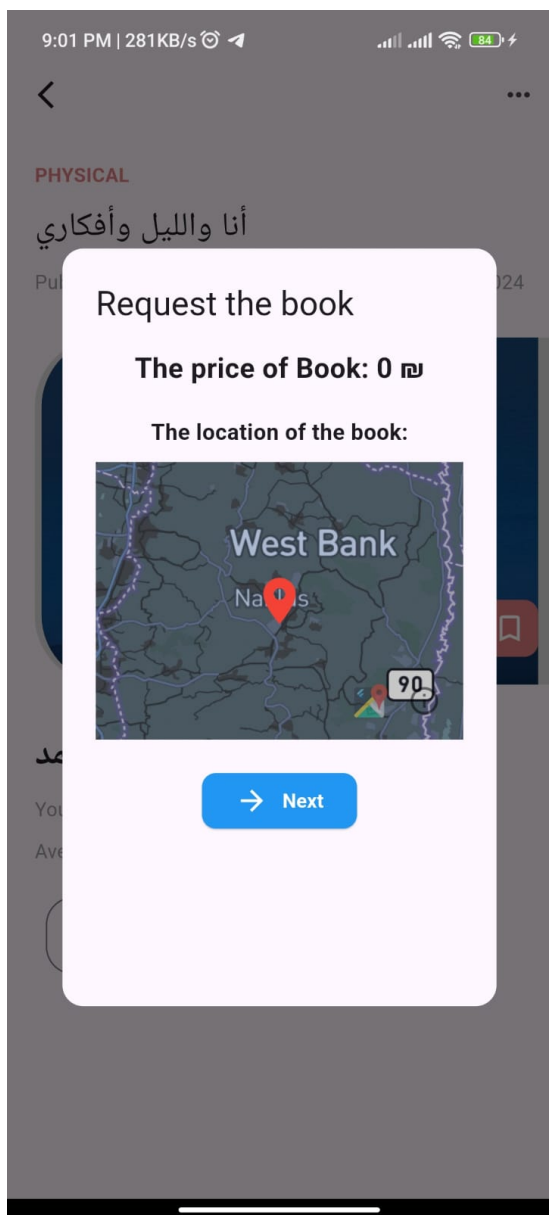 9:01 PM | 281KB/s
84
PHYSICAL
أنا والليل وأفكاري
024
Request the book
The price of Book: 0 ₪
The location of the book:
West Bank
90
Next